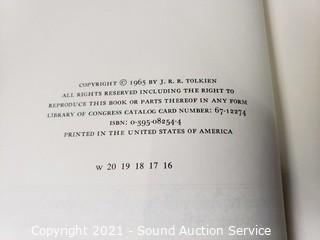 COPYRIGHT © 1965 BY J. R. R. TOLKIEN
ALL RIGHTS RESERVED INCLUDING THE RIGHT TO
REPRODUCE THIS BOOK OR PARTS THEREOF IN ANY FORM
LIBRARY OF CONGRESS CATALOG CARD NUMBER: 67-12274
ISBN: 0-395-08254-4
PRINTED IN THE UNITED STATES OF AMERICA
W 20 19 18 17 16
Copyright 2021 - Sound Auction Service